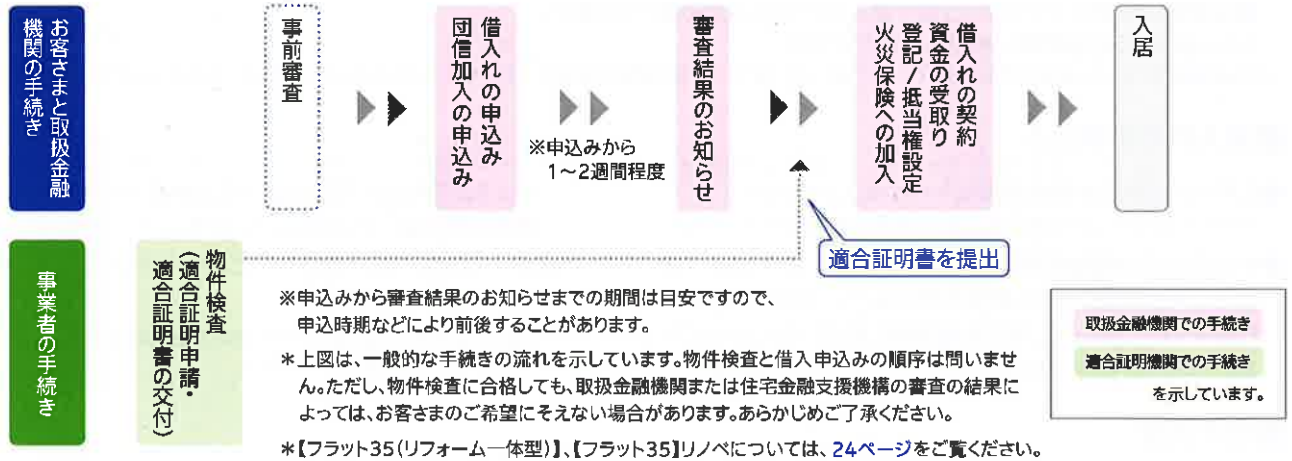 お客さまと取扱金融
機関の手続き
事前審査
借入れの申込み
団信加入の申込み
※申込みから
1～2週間程度
審査結果のお知らせ
借入れの契約
資金の受取り
登記/抵当権設定
火災保険への加入
入居
適合証明書を提出
事業者の手続き
物件検査
(適合証明申請・
適合証明書の交付)
※申込みから審査結果のお知らせまでの期間は目安ですので、
申込時期などにより前後することがあります。
*上図は、一般的な手続きの流れを示しています。物件検査と借入申込みの順序は問いませ
ん。ただし、物件検査に合格しても、取扱金融機関または住宅金融支援機構の審査の結果に
よっては、お客さまのご希望にそえない場合があります。あらかじめご了承ください。
*【フラット35(リフォーム一体型)】、【フラット35】リノベについては、24ページをご覧ください。
取扱金融機関での手続き
適合証明機関での手続き
を示しています。